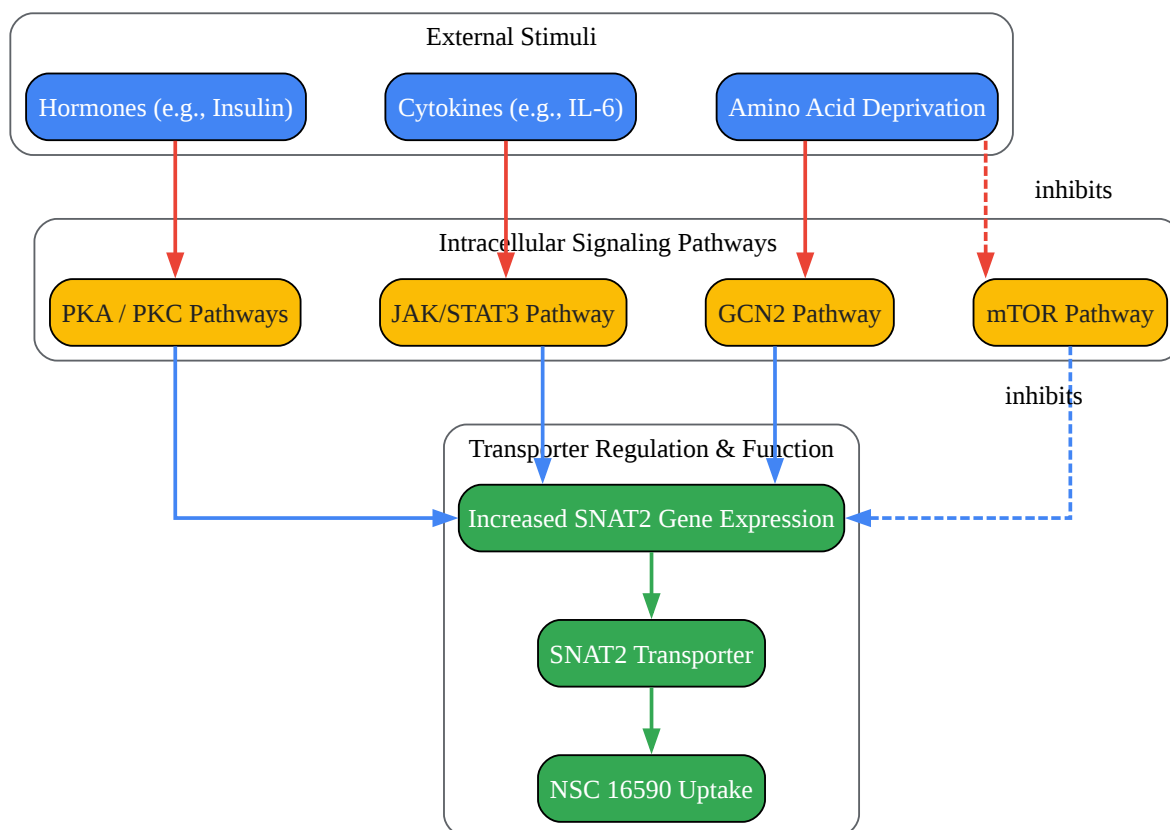 External Stimuli
Hormones (e.g., Insulin)
Cytokines (e.g., IL-6)
Amino Acid Deprivation
inhibits
Intracellular Signaling Pathways
PKA / PKC Pathways
JAK/STAT3 Pathway
GCN2 Pathway
mTOR Pathway
inhibits
Transporter Regulation & Function
Increased SNAT2 Gene Expression
SNAT2 Transporter
NSC 16590 Uptake